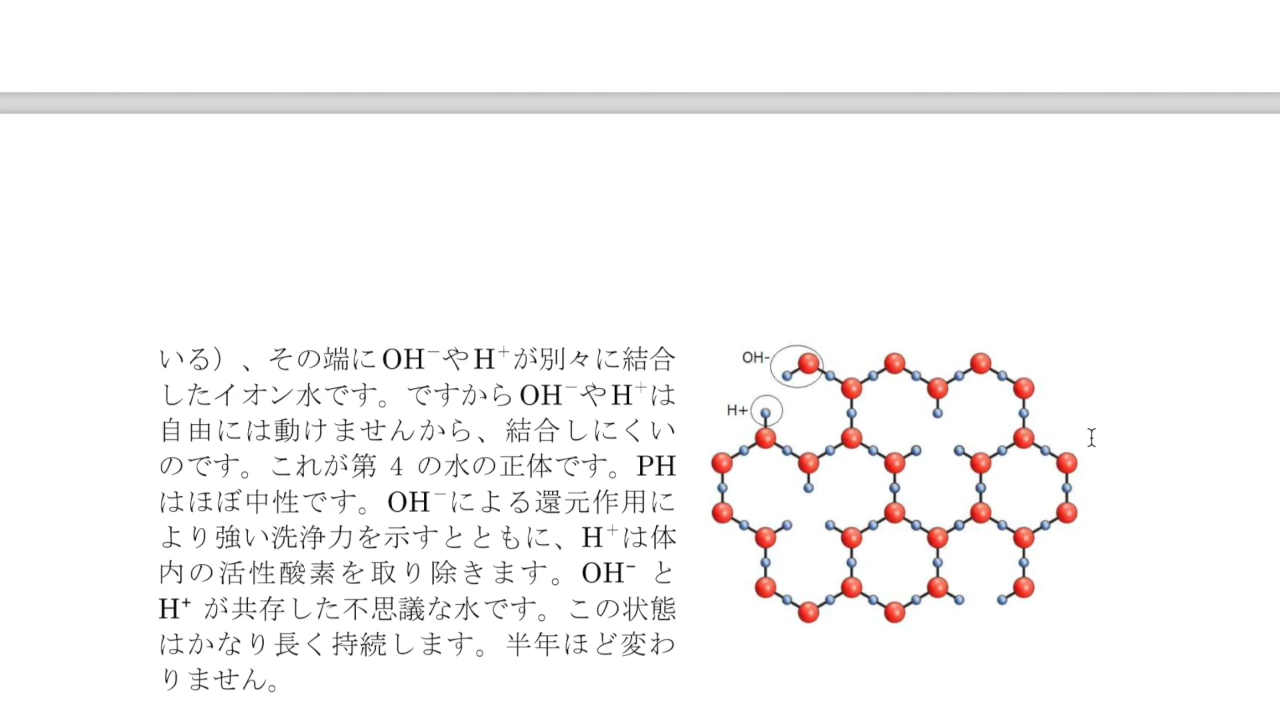 いる）、その端にOH⁻やH⁺が別々に結合
したイオン水です。ですからOH⁻やH⁺は
自由には動けませんから、結合しにくい
のです。これが第 4 の水の正体です。PH
はほぼ中性です。OH⁻による還元作用に
より強い洗浄力を示すとともに、H⁺は体
内の活性酸素を取り除きます。OH⁻ と
H⁺ が共存した不思議な水です。この状態
はかなり長く持続します。半年ほど変わ
りません。
OH-
H+